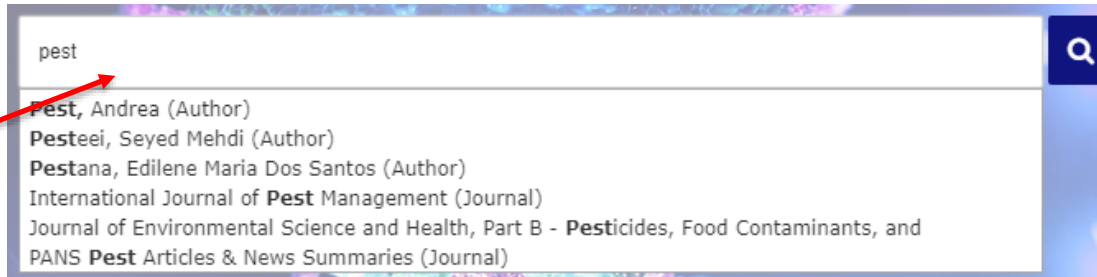 pest
Pest, Andrea (Author)
Pesteei, Seyed Mehdi (Author)
Pestana, Edilene Maria Dos Santos (Author)
International Journal of Pest Management (Journal)
Journal of Environmental Science and Health, Part B - Pesticides, Food Contaminants, and
PANS Pest Articles & News Summaries (Journal)